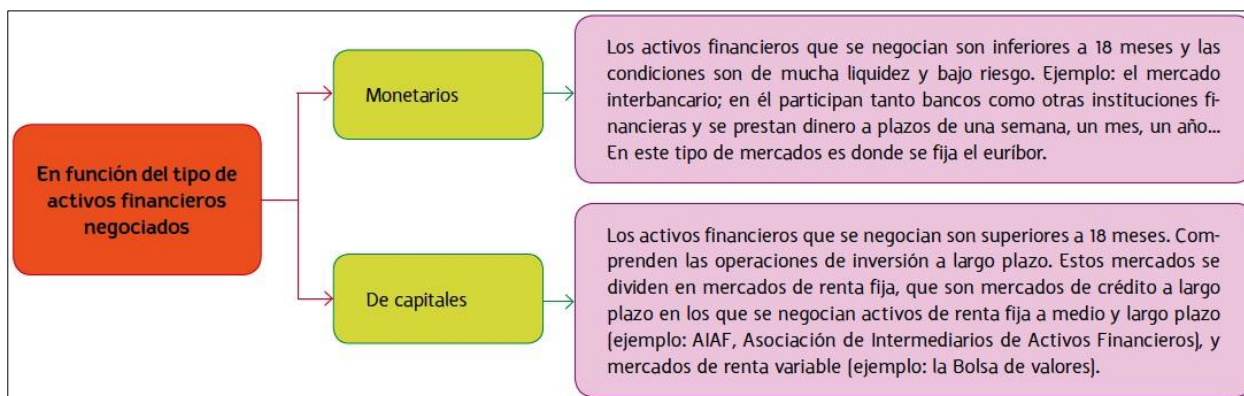 En función del tipo de
activos financieros
negociados
Monetarios
Los activos financieros que se negocian son inferiores a 18 meses y las
condiciones son de mucha liquidez y bajo riesgo. Ejemplo: el mercado
interbancario; en él participan tanto bancos como otras instituciones fi-
nancieras y se prestan dinero a plazos de una semana, un mes, un año...
En este tipo de mercados es donde se fija el euríbor.
De capitales
Los activos financieros que se negocian son superiores a 18 meses. Com-
prenden las operaciones de inversión a largo plazo. Estos mercados se
dividen en mercados de renta fija, que son mercados de crédito a largo
plazo en los que se negocian activos de renta fija a medio y largo plazo
(ejemplo: AIAF, Asociación de Intermediarios de Activos Financieros), y
mercados de renta variable (ejemplo: la Bolsa de valores).